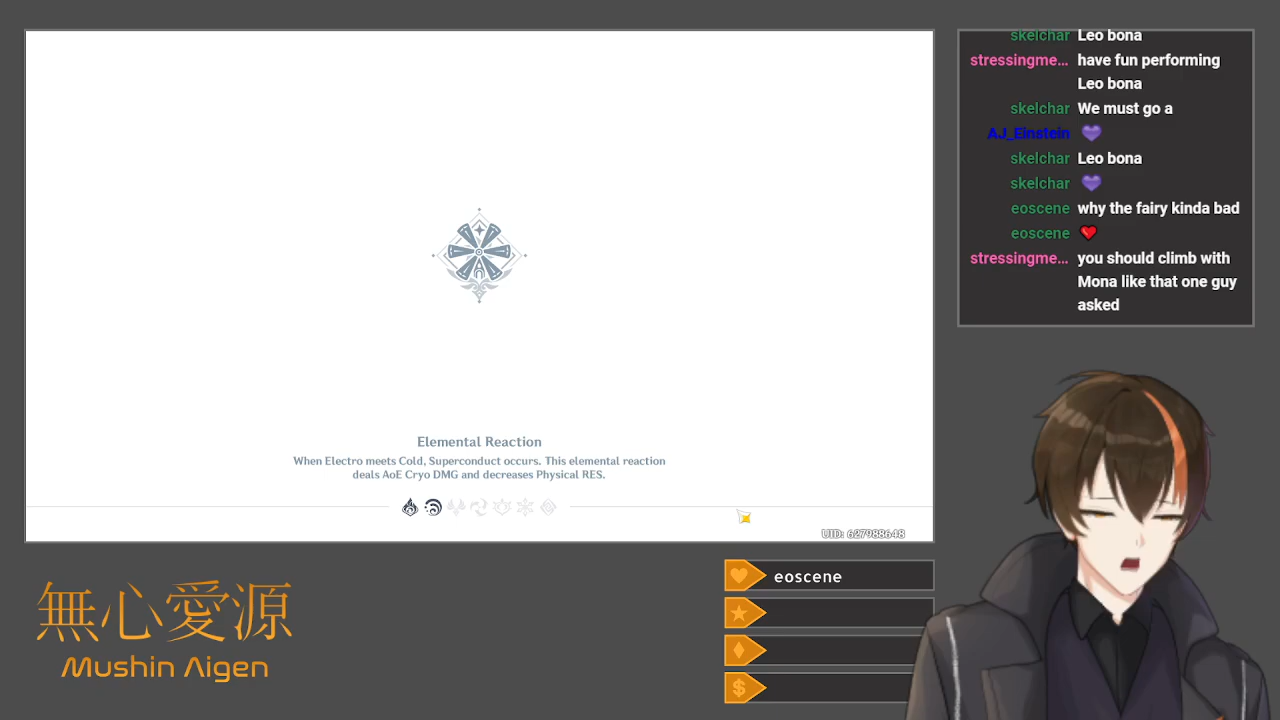 skelchar Leo bona
stressingme... have fun performing
Leo bona
skelchar We must go a
AJ_Einstein
skelchar Leo bona
skelchar
eoscene why the fairy kinda bad
eoscene
stressingme... you should climb with
Mona like that one guy
asked
Elemental Reaction
When Electro meets Cold, Superconduct occurs. This elemental reaction
deals AoE Cryo DMG and decreases Physical RES.
UID: 627988648
eoscene
無心愛源
Mushin Aigen